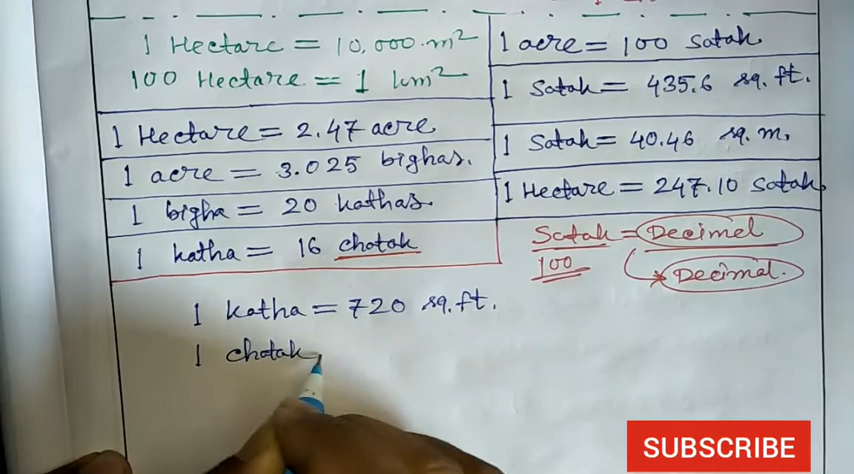 1 Hectare = 10,000 m²
100 Hectare = 1 km²
1 Hectare = 2.47 acre
1 acre = 3.025 bighas.
1 bigha = 20 kathas.
1 katha = 16 chotak
1 acre = 100 Satak
1 Satak = 435.6 sq. ft.
1 Satak = 40.46 sq. m.
1 Hectare = 247.10 Satak.
Satak = Decimel
100
Decimal.
1 katha = 720 sq. ft.
1 chotak
SUBSCRIBE